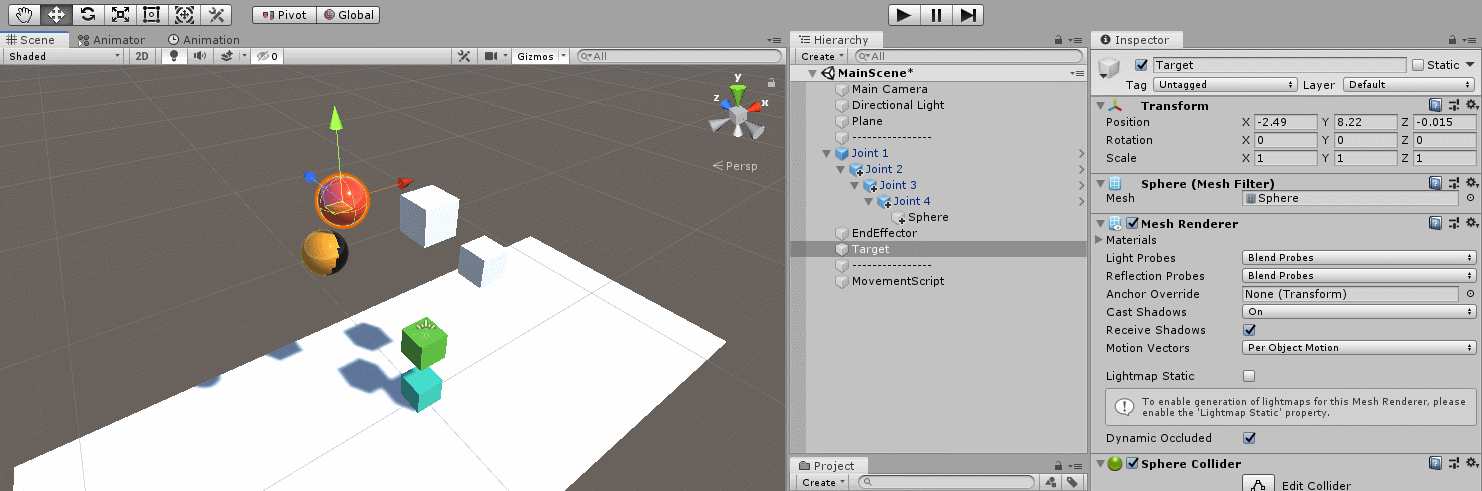 Pivot Global
Scene Animator Animation
Shaded 2D 0 Gizmos All
y
z x
Persp
Hierarchy
Create All
MainScene*
Main Camera
Directional Light
Plane
----------------
Joint 1
Joint 2
Joint 3
Joint 4
Sphere
EndEffector
Target
----------------
MovementScript
Project
Create
Inspector
Target Static
Tag Untagged Layer Default
Transform
Position X -2.49 Y 8.22 Z -0.015
Rotation X 0 Y 0 Z 0
Scale X 1 Y 1 Z 1
Sphere (Mesh Filter)
Mesh Sphere
Mesh Renderer
Materials
Light Probes Blend Probes
Reflection Probes Blend Probes
Anchor Override None (Transform)
Cast Shadows On
Receive Shadows
Motion Vectors Per Object Motion
Lightmap Static
To enable generation of lightmaps for this Mesh Renderer, please
enable the 'Lightmap Static' property.
Dynamic Occluded
Sphere Collider
Edit Collider